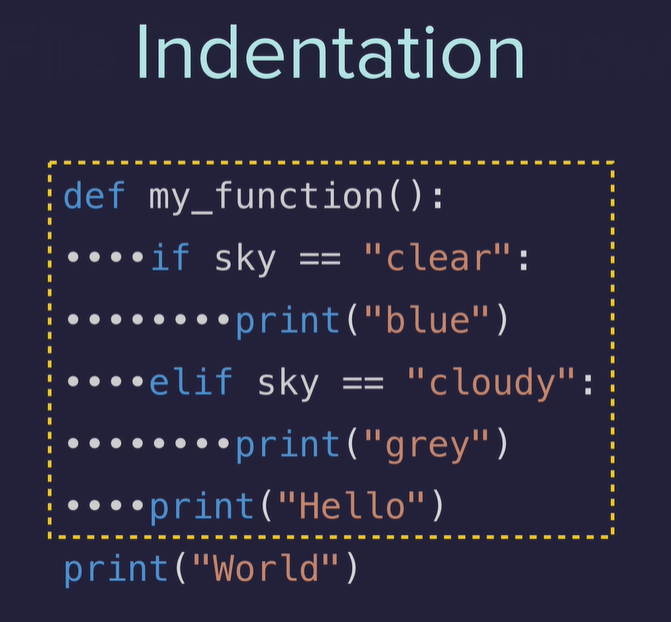 Indentation
def my_function():
••••if sky == "clear":
••••••••print("blue")
••••elif sky == "cloudy":
••••••••print("grey")
••••print("Hello")
print("World")